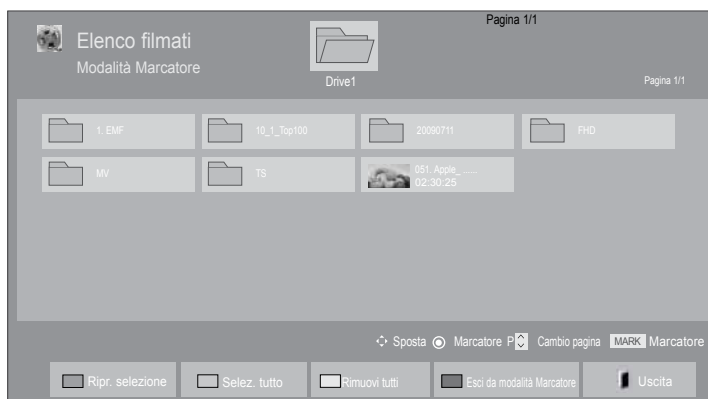 Pagina 1/1
Elenco filmati
Modalità Marcatore
Drive1
Pagina 1/1
1. EMF
10_1_Top100
20090711
FHD
MV
TS
051. Apple_ ......
02:30:25
Sposta Marcatore P Cambio pagina MARK Marcatore
Ripr. selezione Selez. tutto Rimuovi tutti Esci da modalità Marcatore Uscita